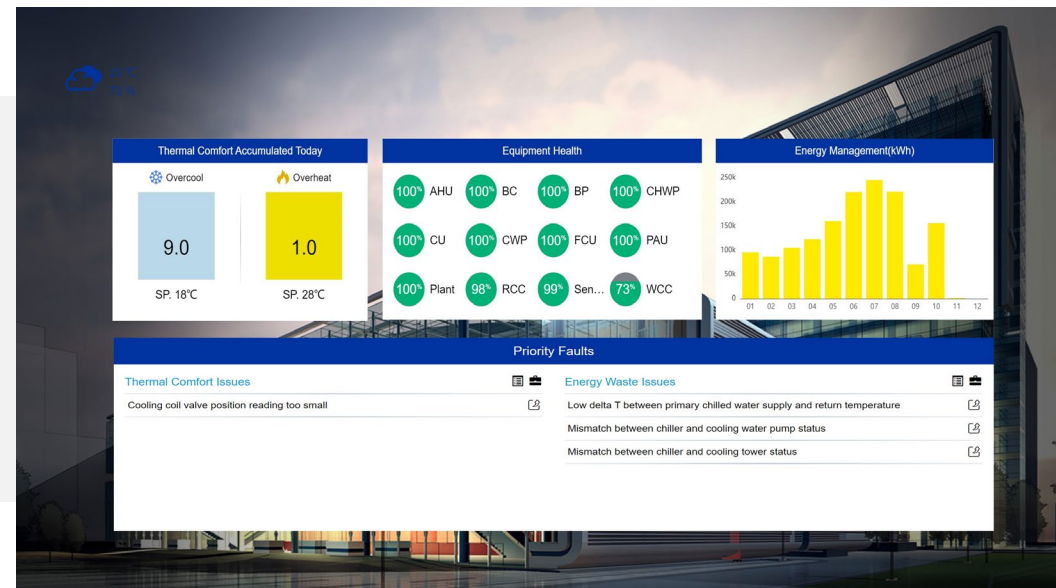 Thermal Comfort Accumulated Today
Overcool
Overheat
9.0
1.0
SP. 18℃
SP. 28℃
Equipment Health
100% AHU 100% BC 100% BP 100% CHWP
100% CU 100% CWP 100% FCU 100% PAU
100% Plant 98% RCC 99% Sen... 73% WCC
Energy Management(kWh)
250k
200k
150k
100k
50k
0
01 02 03 04 05 06 07 08 09 10 11 12
Priority Faults
Thermal Comfort Issues
Cooling coil valve position reading too small
Energy Waste Issues
Low delta T between primary chilled water supply and return temperature
Mismatch between chiller and cooling water pump status
Mismatch between chiller and cooling tower status